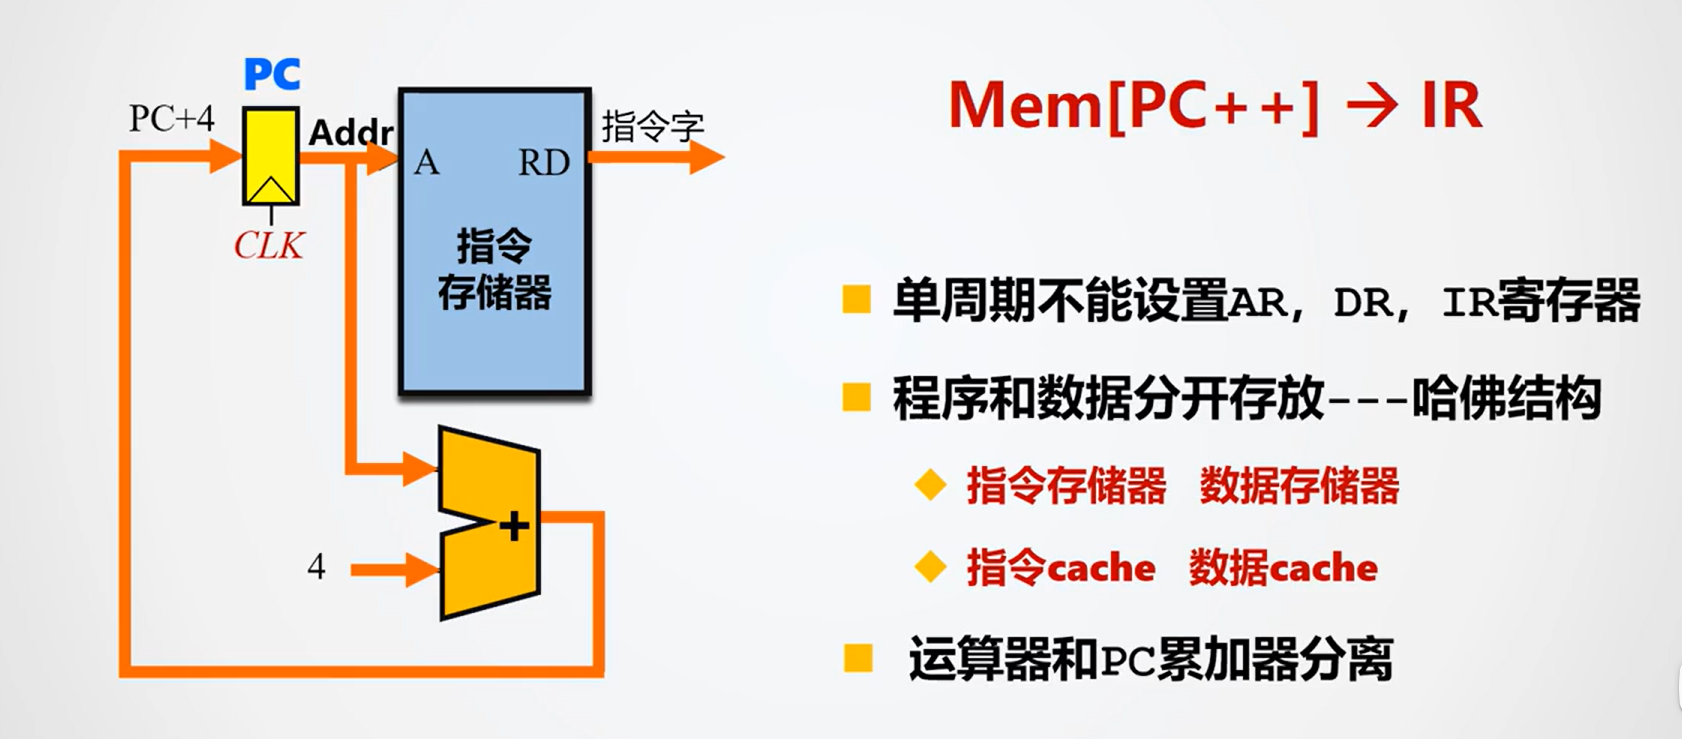 PC
PC+4
Addr
指令字
A
RD
CLK
指令
存储器
+
4
Mem[PC++] → IR
单周期不能设置AR, DR, IR寄存器
程序和数据分开存放---哈佛结构
指令存储器 数据存储器
指令cache 数据cache
运算器和PC累加器分离